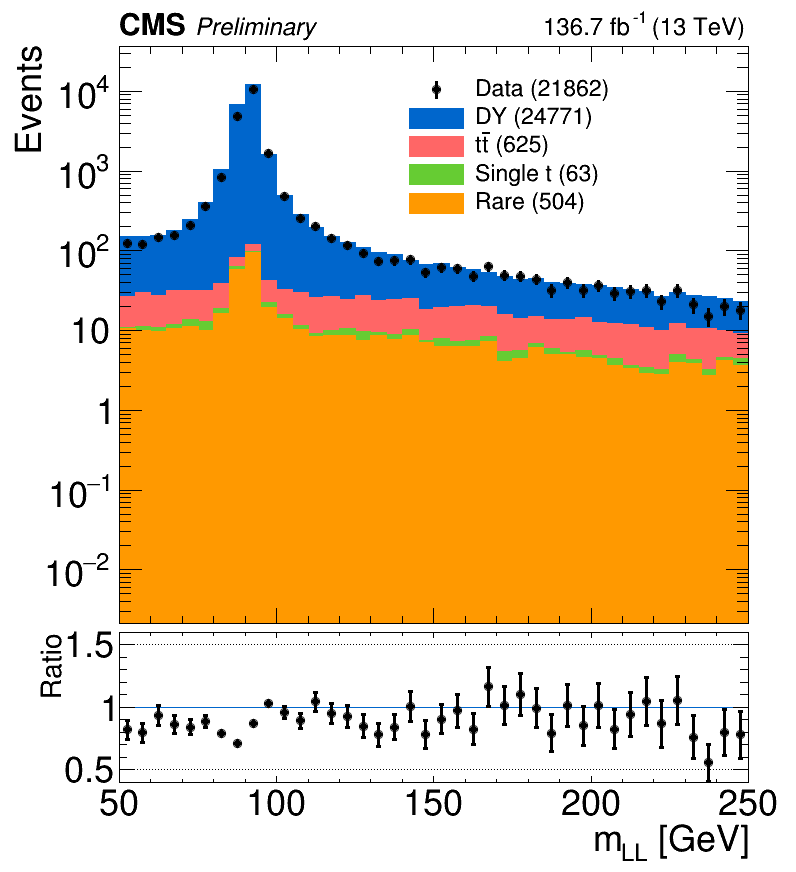 CMS Preliminary 136.7 fb⁻¹ (13 TeV)
Events
10⁴
10³
10²
10
1
10⁻¹
10⁻²
Data (21862)
DY (24771)
tt̄ (625)
Single t (63)
Rare (504)
Ratio
1.5
1
0.5
50 100 150 200 250
m_LL [GeV]